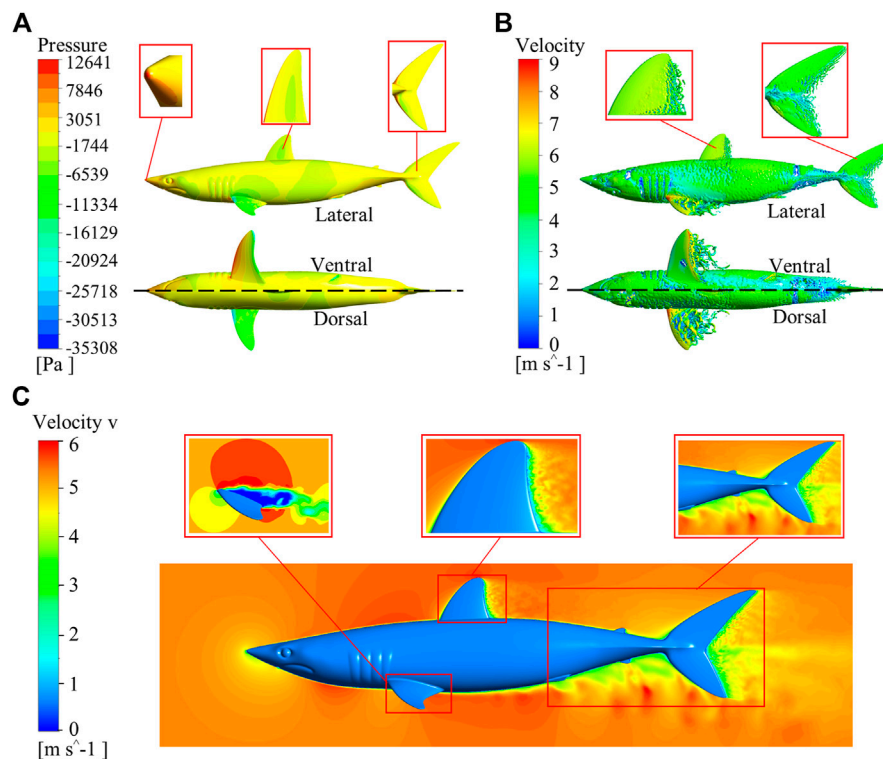 A
Pressure
12641
7846
3051
-1744
-6539
-11334
-16129
-20924
-25718
-30513
-35308
[Pa ]
Lateral
Ventral
Dorsal
B
Velocity
9
8
7
6
5
4
3
2
1
0
[m s^-1 ]
Lateral
Ventral
Dorsal
C
Velocity v
6
5
4
3
2
1
0
[m s^-1 ]